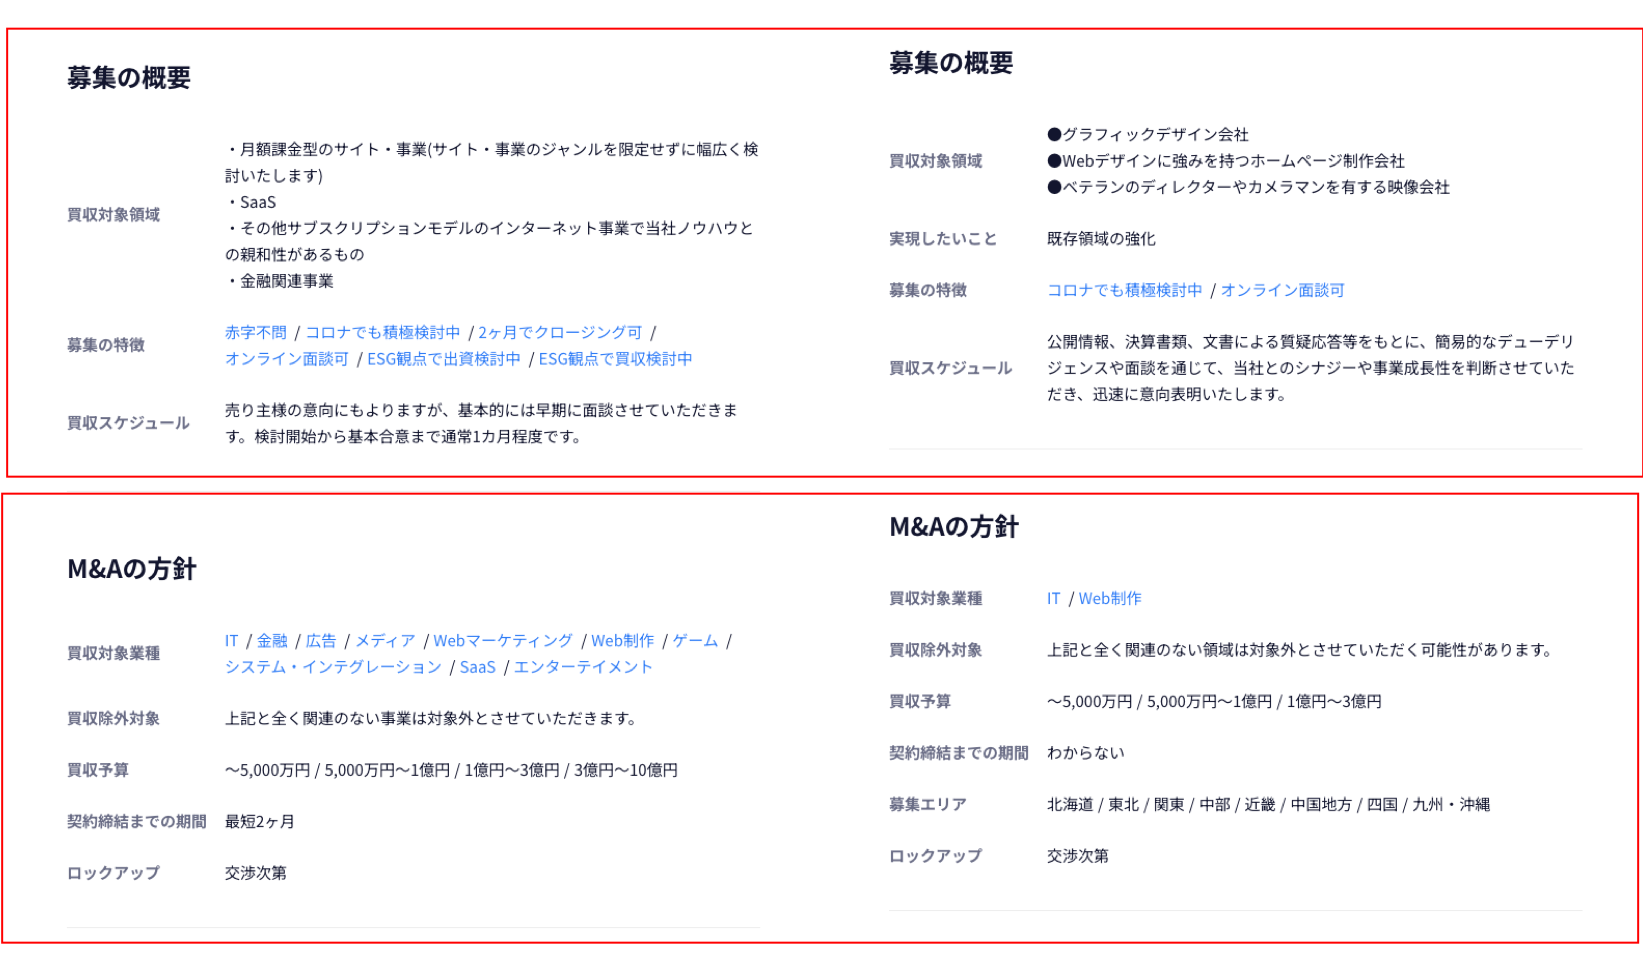 募集の概要
買収対象領域
・月額課金型のサイト・事業(サイト・事業のジャンルを限定せずに幅広く検
討いたします)
・SaaS
・その他サブスクリプションモデルのインターネット事業で当社ノウハウと
の親和性があるもの
・金融関連事業
募集の特徴
赤字不問 / コロナでも積極検討中 / 2ヶ月でクロージング可 /
オンライン面談可 / ESG観点で出資検討中 / ESG観点で買収検討中
買収スケジュール
売り主様の意向にもよりますが、基本的には早期に面談させていただきま
す。検討開始から基本合意まで通常1カ月程度です。
募集の概要
買収対象領域
●グラフィックデザイン会社
●Webデザインに強みを持つホームページ制作会社
●ベテランのディレクターやカメラマンを有する映像会社
実現したいこと 既存領域の強化
募集の特徴 コロナでも積極検討中 / オンライン面談可
買収スケジュール
公開情報、決算書類、文書による質疑応答等をもとに、簡易的なデューデリ
ジェンスや面談を通じて、当社とのシナジーや事業成長性を判断させていた
だき、迅速に意向表明いたします。
M&Aの方針
買収対象業種
IT / 金融 / 広告 / メディア / Webマーケティング / Web制作 / ゲーム /
システム・インテグレーション / SaaS / エンターテイメント
買収除外対象 上記と全く関連のない事業は対象外とさせていただきます。
買収予算 〜5,000万円 / 5,000万円〜1億円 / 1億円〜3億円 / 3億円〜10億円
契約締結までの期間 最短2ヶ月
ロックアップ 交渉次第
M&Aの方針
買収対象業種 IT / Web制作
買収除外対象 上記と全く関連のない領域は対象外とさせていただく可能性があります。
買収予算 〜5,000万円 / 5,000万円〜1億円 / 1億円〜3億円
契約締結までの期間 わからない
募集エリア 北海道 / 東北 / 関東 / 中部 / 近畿 / 中国地方 / 四国 / 九州・沖縄
ロックアップ 交渉次第